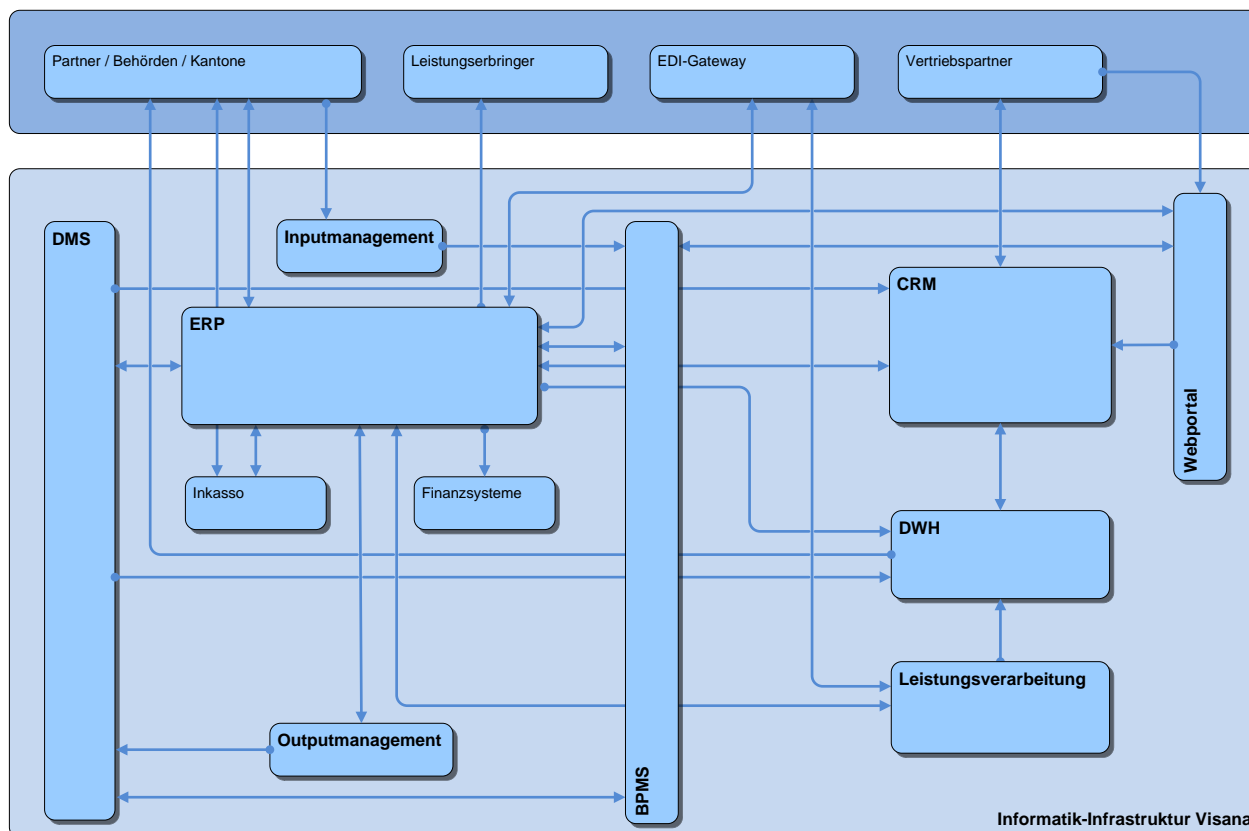 Partner / Behörden / Kantone
Leistungserbringer
EDI-Gateway
Vertriebspartner
DMS
Inputmanagement
CRM
ERP
Webportal
Inkasso
Finanzsysteme
DWH
Leistungsverarbeitung
Outputmanagement
BPMS
Informatik-Infrastruktur Visana